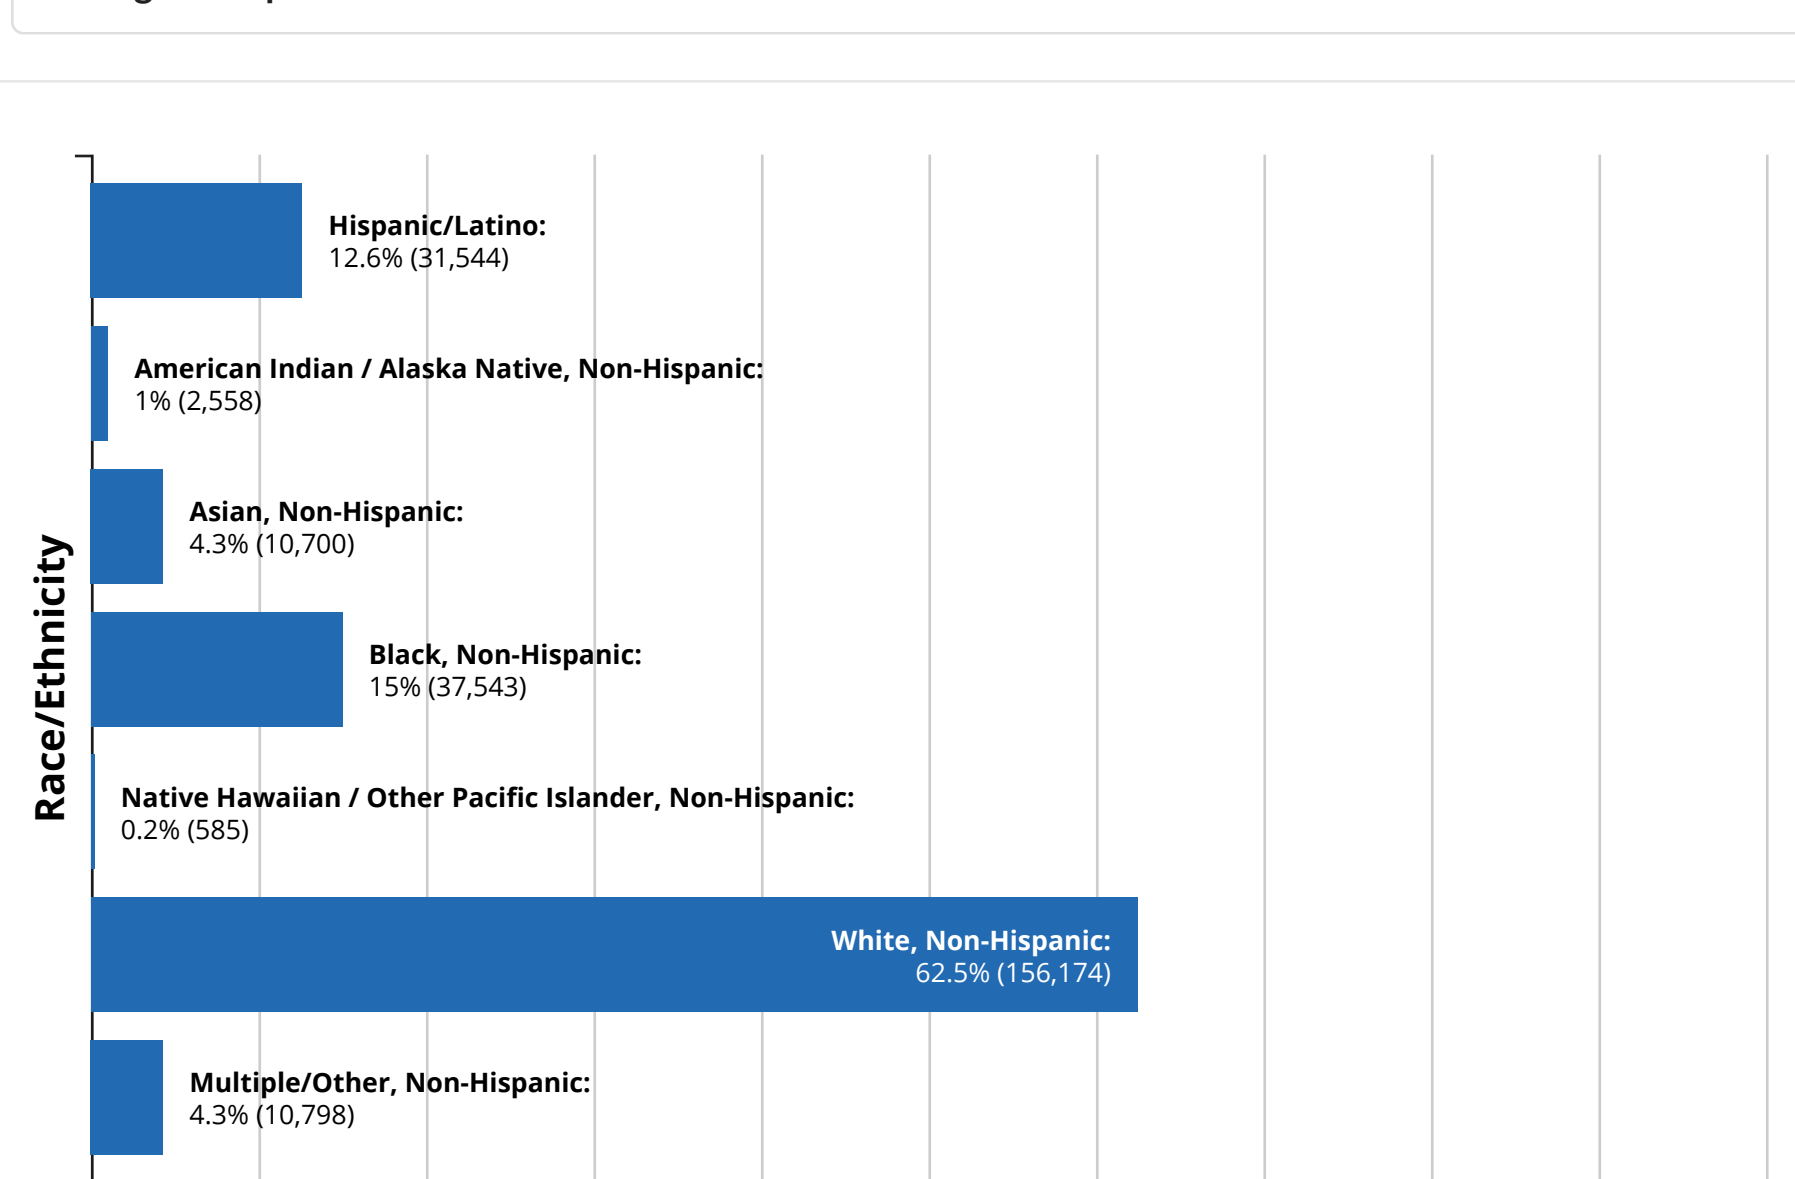 Hispanic/Latino:
12.6% (31,544)
American Indian / Alaska Native, Non-Hispanic:
1% (2,558)
Asian, Non-Hispanic:
4.3% (10,700)
Race/Ethnicity
Black, Non-Hispanic:
15% (37,543)
Native Hawaiian / Other Pacific Islander, Non-Hispanic:
0.2% (585)
White, Non-Hispanic:
62.5% (156,174)
Multiple/Other, Non-Hispanic:
4.3% (10,798)